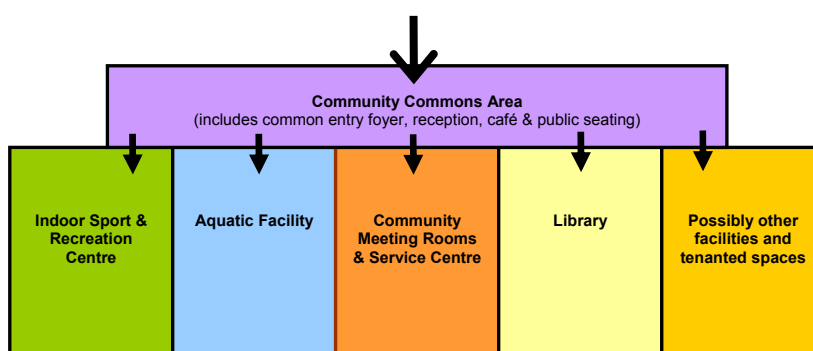 Community Commons Area
(includes common entry foyer, reception, café & public seating)
Indoor Sport &
Recreation
Centre
Aquatic Facility
Community
Meeting Rooms
& Service Centre
Library
Possibly other
facilities and
tenanted spaces